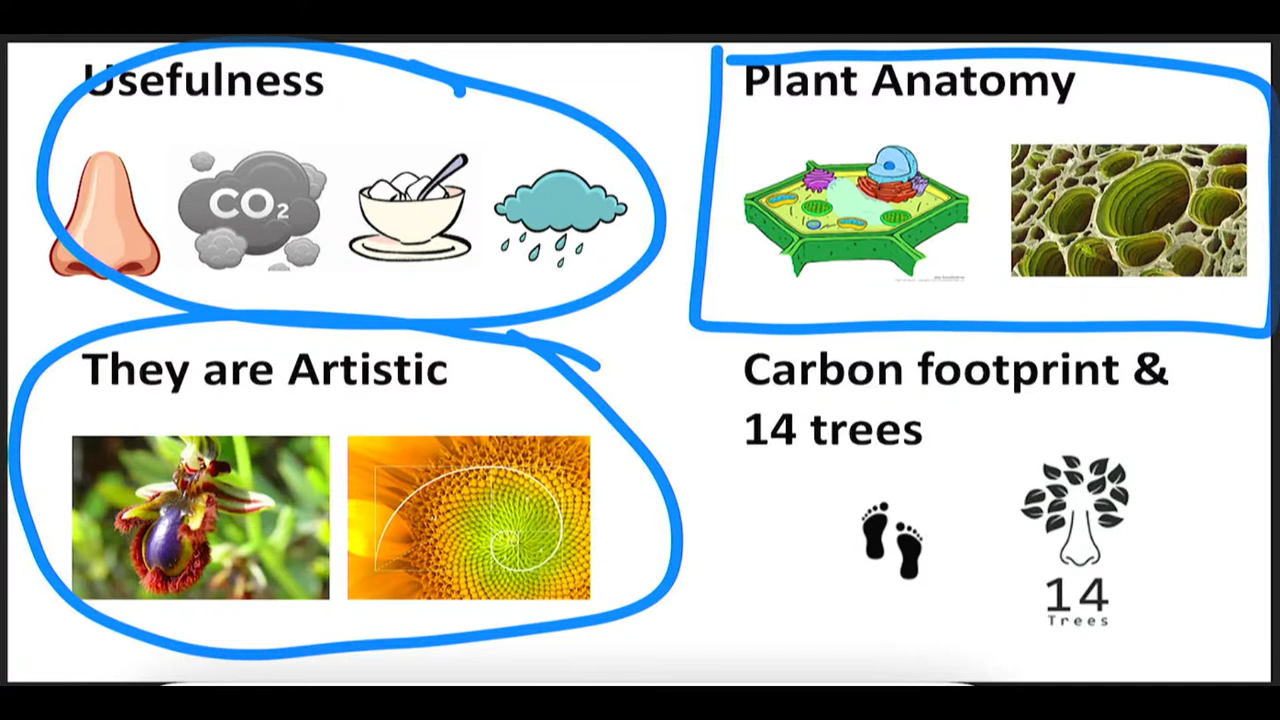 Usefulness
CO₂
They are Artistic
Plant Anatomy
Carbon footprint &
14 trees
14
Trees